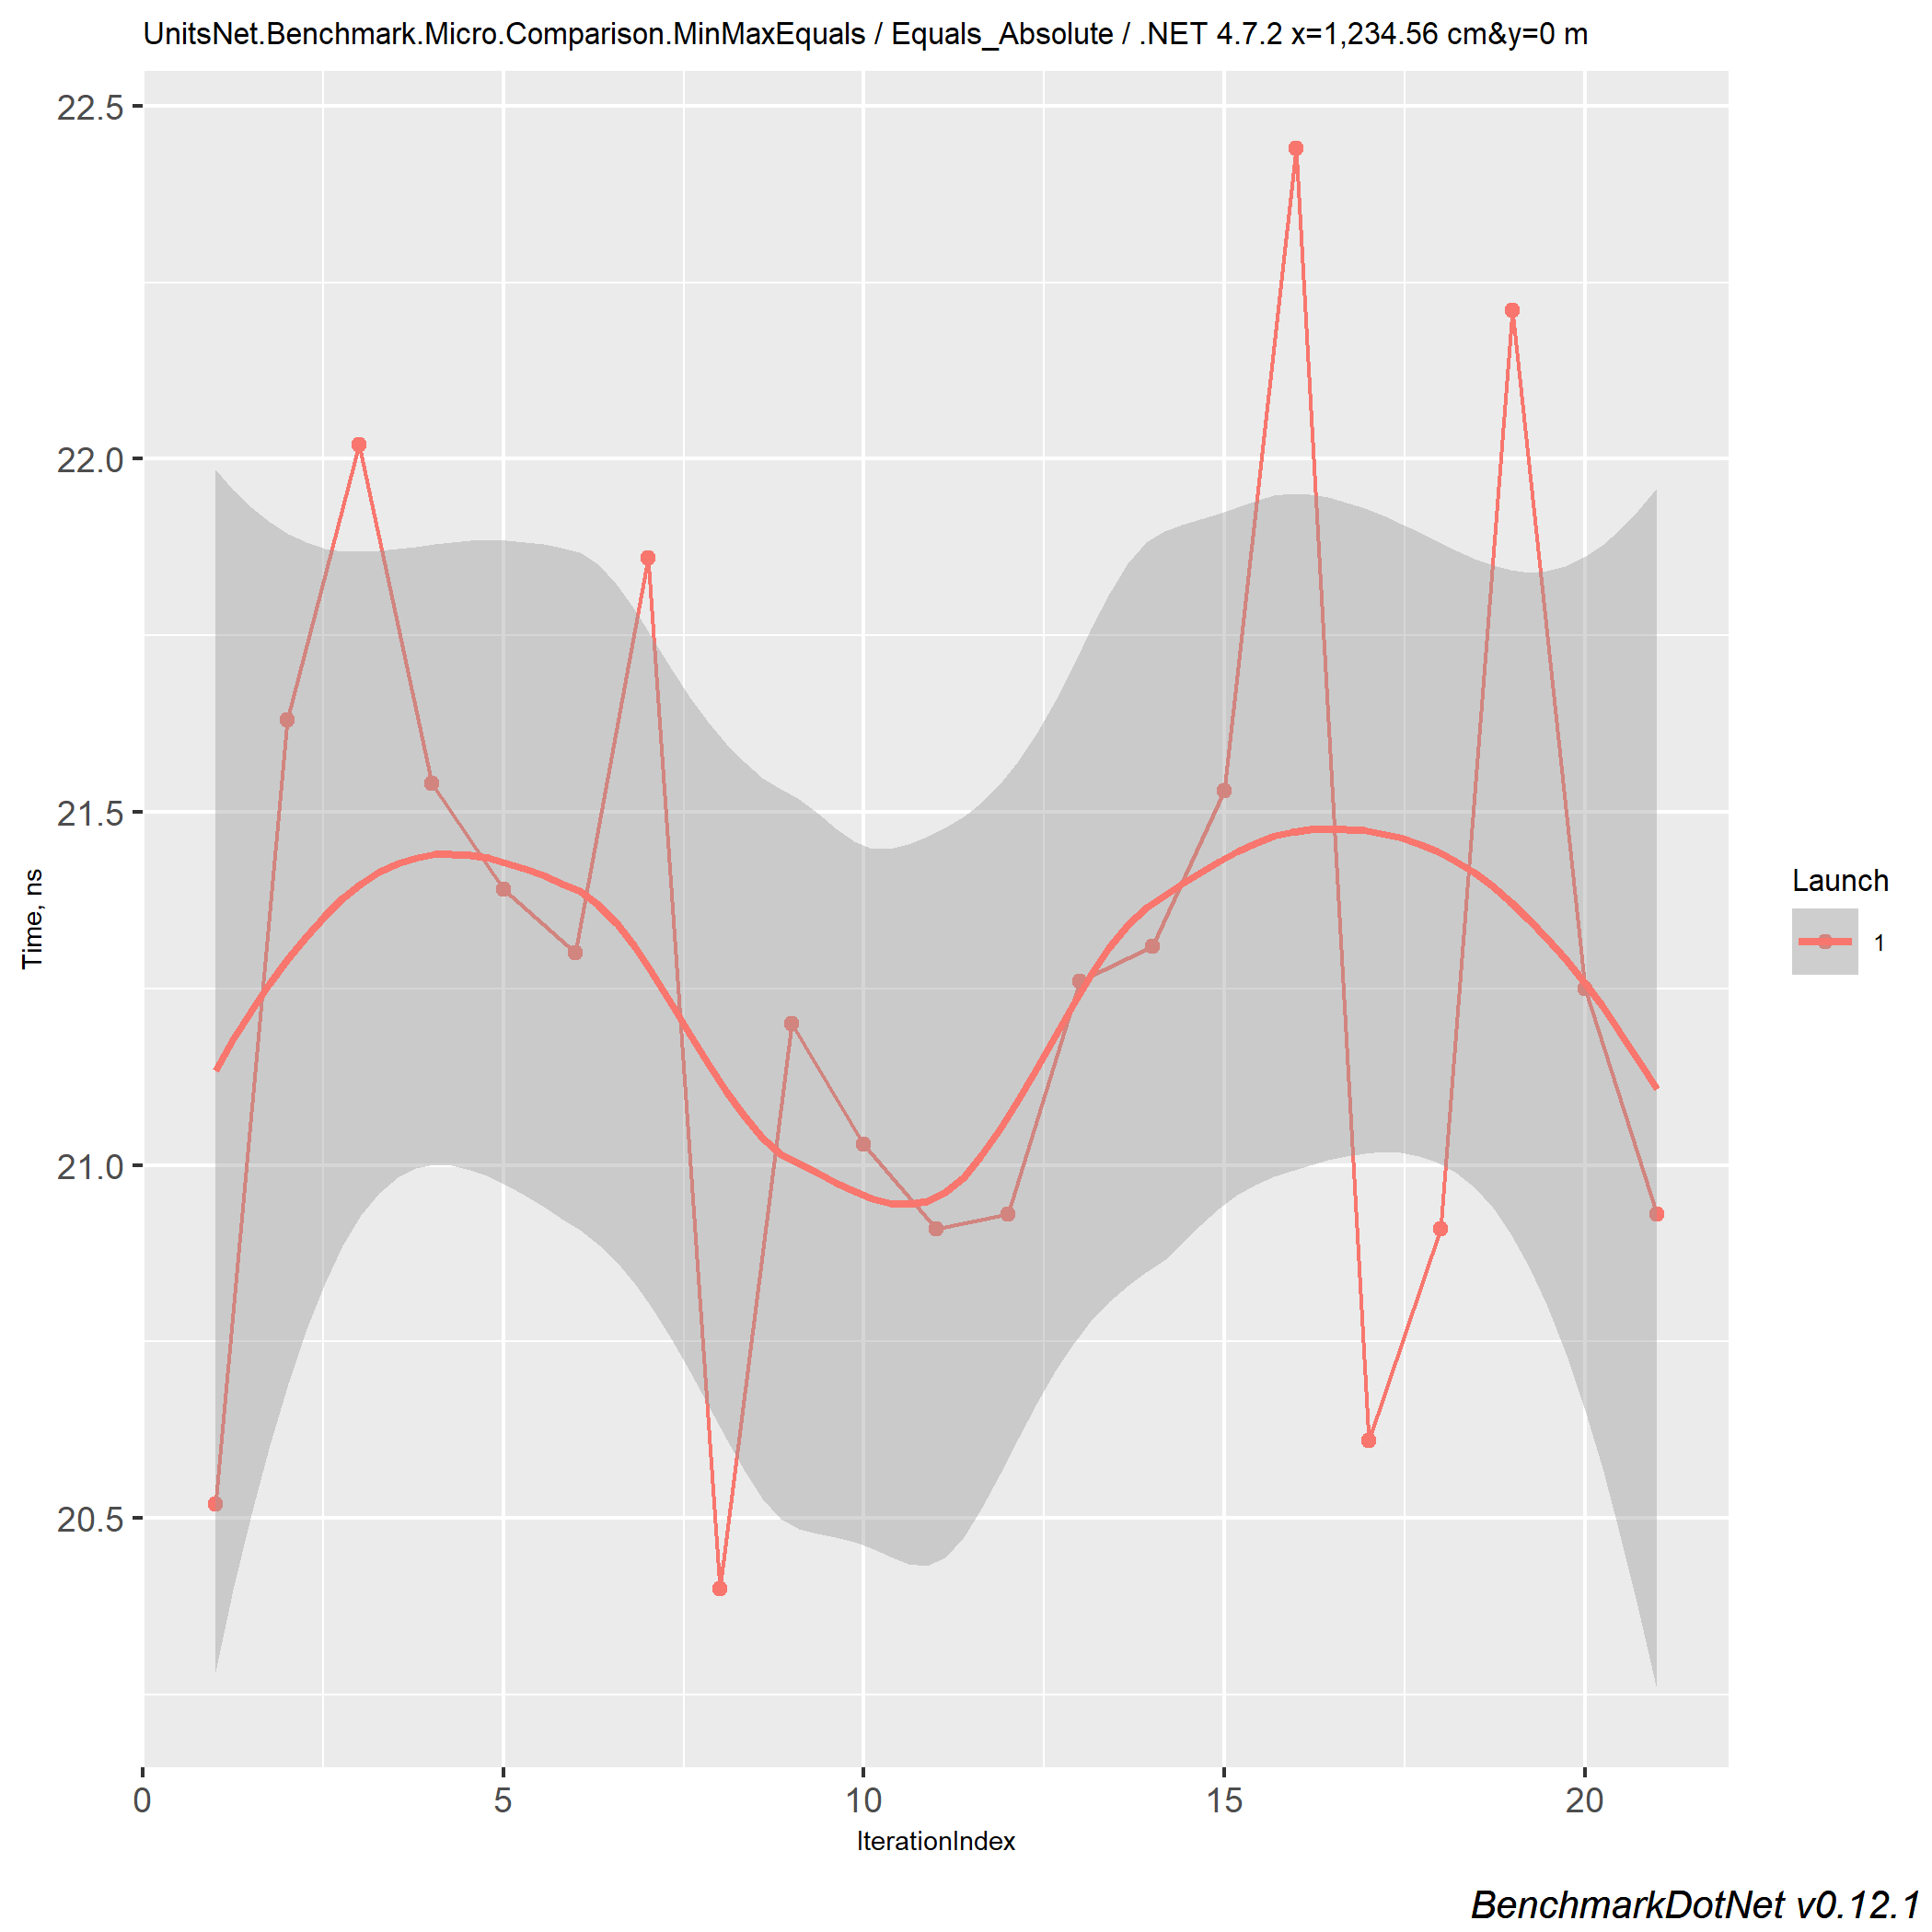 UnitsNet.Benchmark.Micro.Comparison.MinMaxEquals / Equals_Absolute / .NET 4.7.2 x=1,234.56 cm&y=0 m
22.5
22.0
21.5
21.0
20.5
Time, ns
0 5 10 15 20
IterationIndex
Launch
1
BenchmarkDotNet v0.12.1